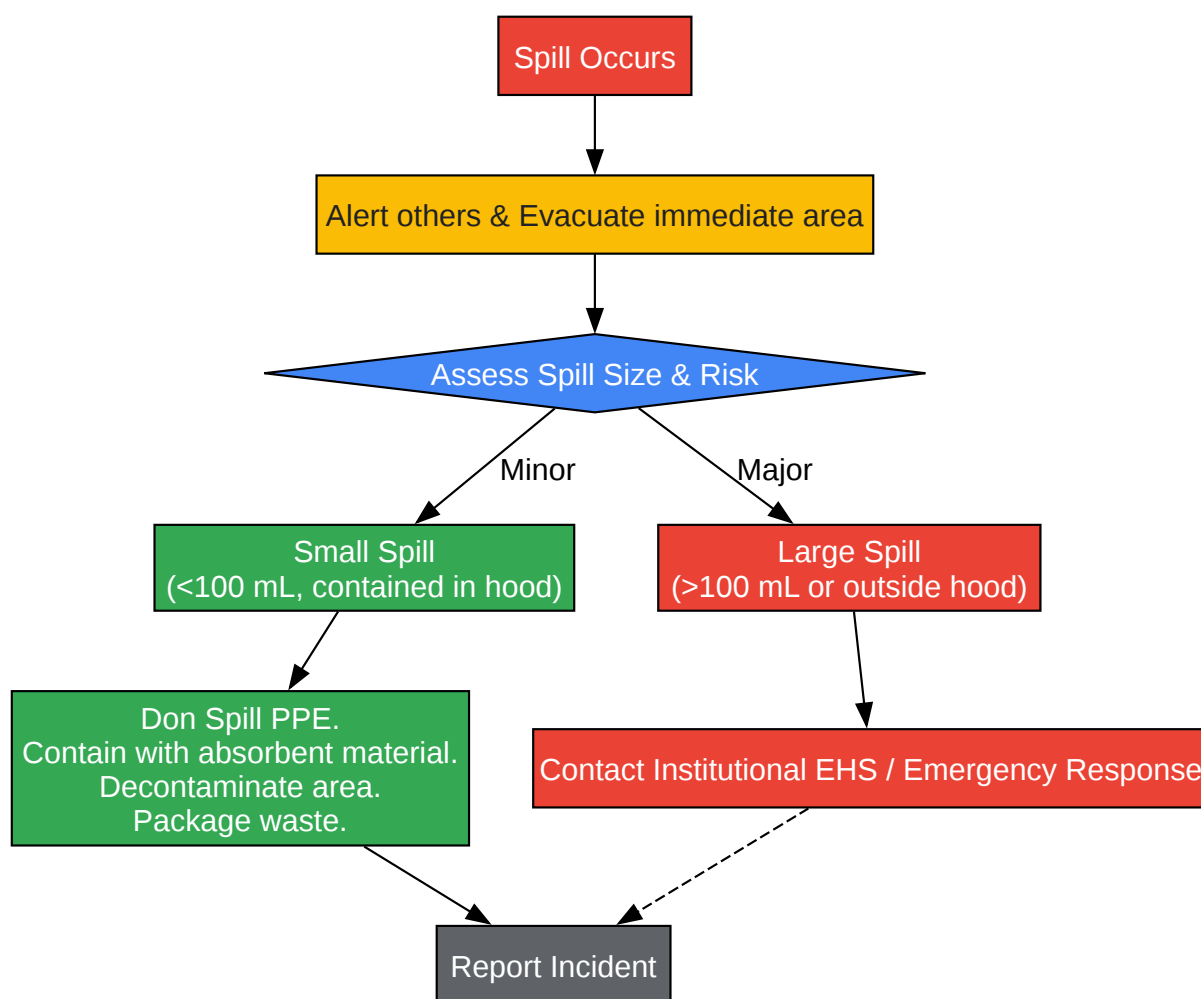 Spill Occurs
Alert others & Evacuate immediate area
Assess Spill Size & Risk
Minor
Major
Small Spill
(<100 mL, contained in hood)
Large Spill
(>100 mL or outside hood)
Don Spill PPE.
Contain with absorbent material.
Decontaminate area.
Package waste.
Contact Institutional EHS / Emergency Response
Report Incident